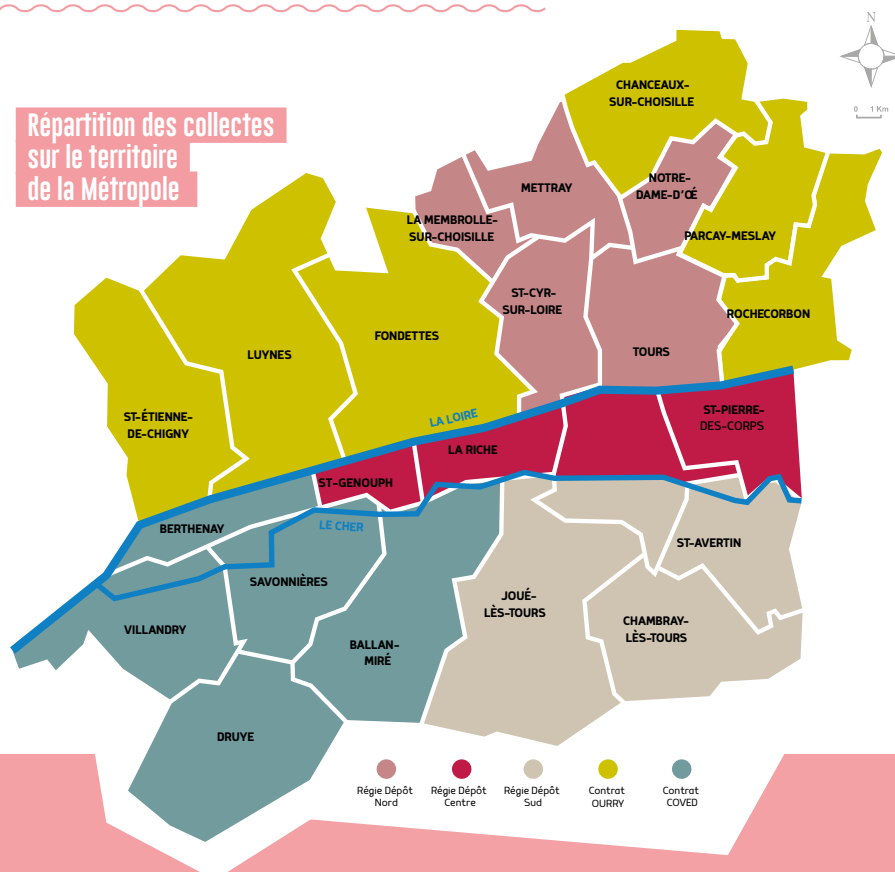 N
0 1 Km
Répartition des collectes
sur le territoire
de la Métropole
CHANCEAUX-
SUR-CHOISILLE
METTRAY
NOTRE-
DAME-D'ŒÉ
LA MEMBROLLE-
SUR-CHOISILLE
PARCAY-MESLAY
ST-CYR-
SUR-LOIRE
ROCHECORBON
FONDETTES
LUYNES
TOURS
ST-ÉTIENNE-
DE-CHIGNY
LA LOIRE
ST-PIERRE-
DES-CORPS
LA RICHE
ST-GENOUPH
BERTHENAY
LE CHER
ST-AVERTIN
SAVONNIÈRES
JOUÉ-
LÈS-TOURS
CHAMBRAY-
LÈS-TOURS
VILLANDRY
BALLAN-
MIRÉ
DRUYE
Régie Dépôt
Nord
Régie Dépôt
Centre
Régie Dépôt
Sud
Contrat
OURRY
Contrat
COVED